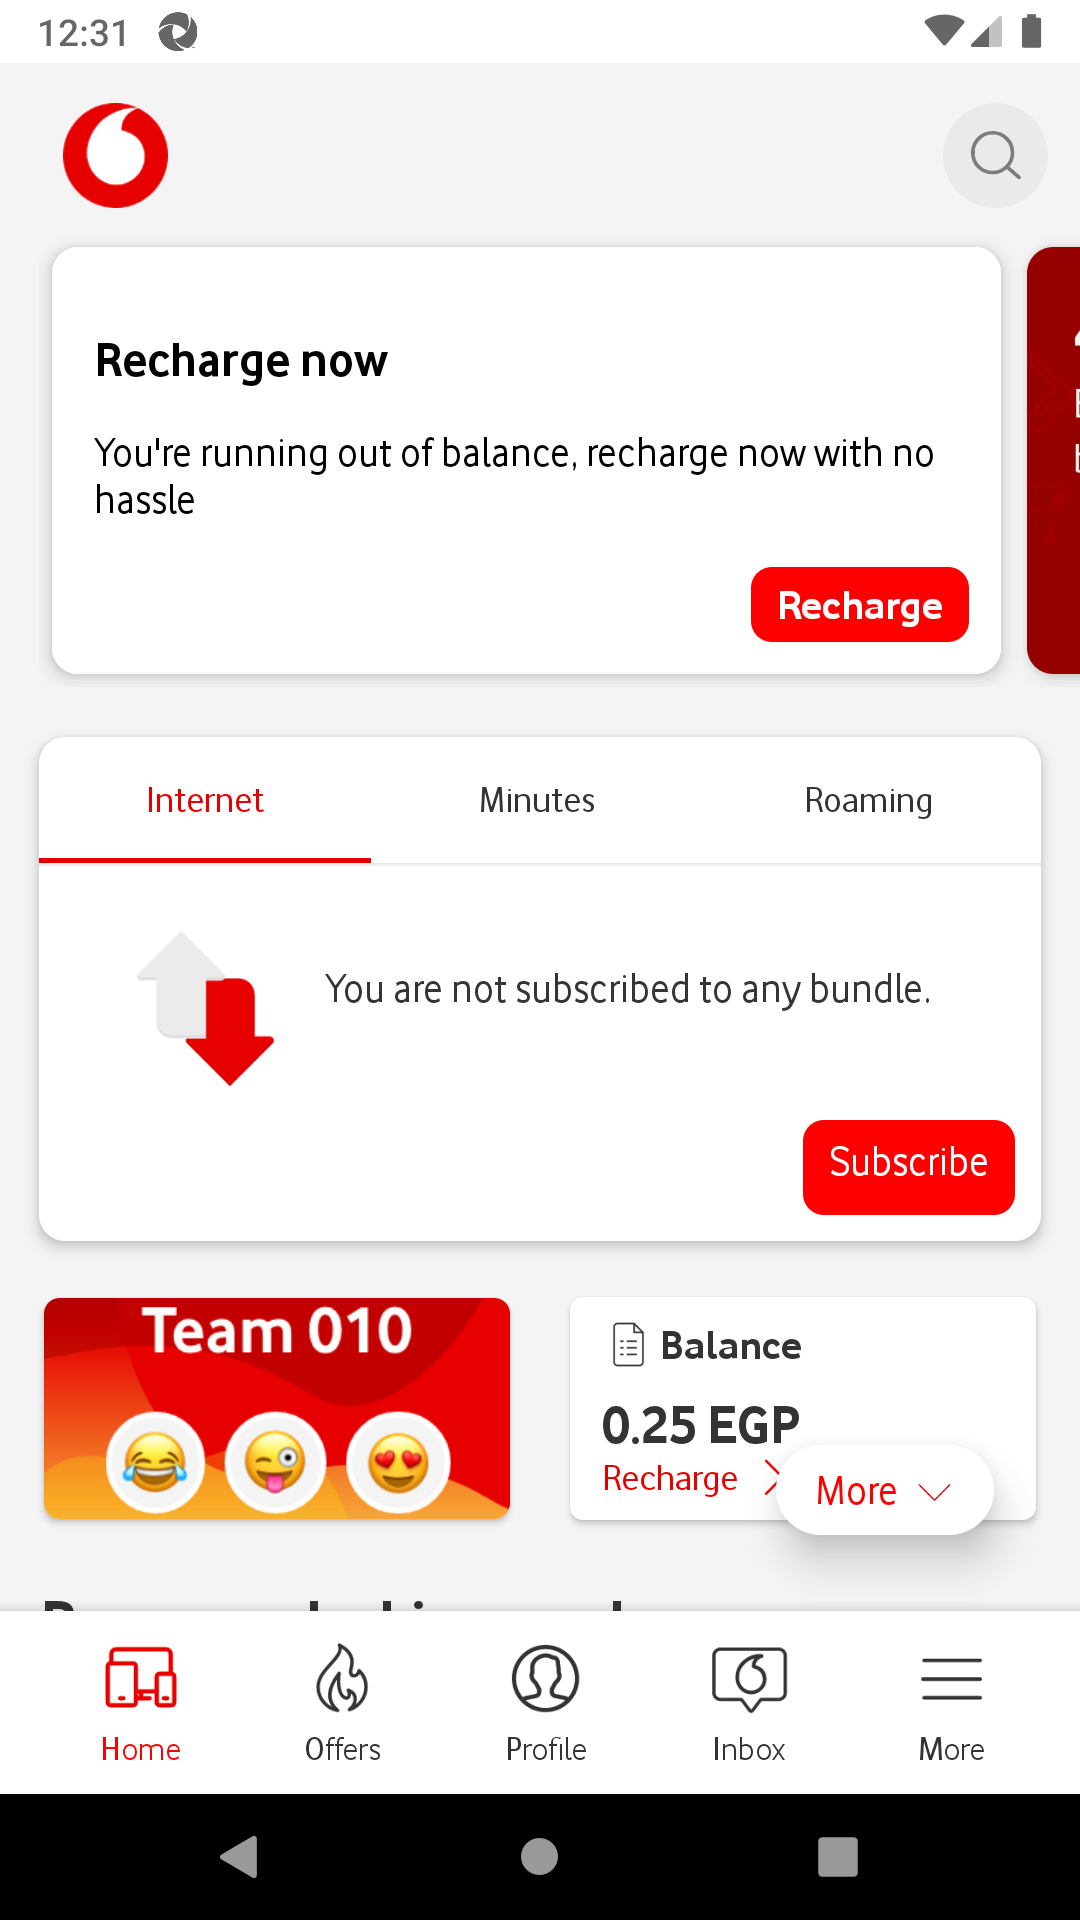 12:31
Recharge now
You're running out of balance, recharge now with no
hassle
Recharge
Internet
Minutes
Roaming
You are not subscribed to any bundle.
Subscribe
Team 010
Balance
0.25 EGP
Recharge
More
Home
Offers
Profile
Inbox
More